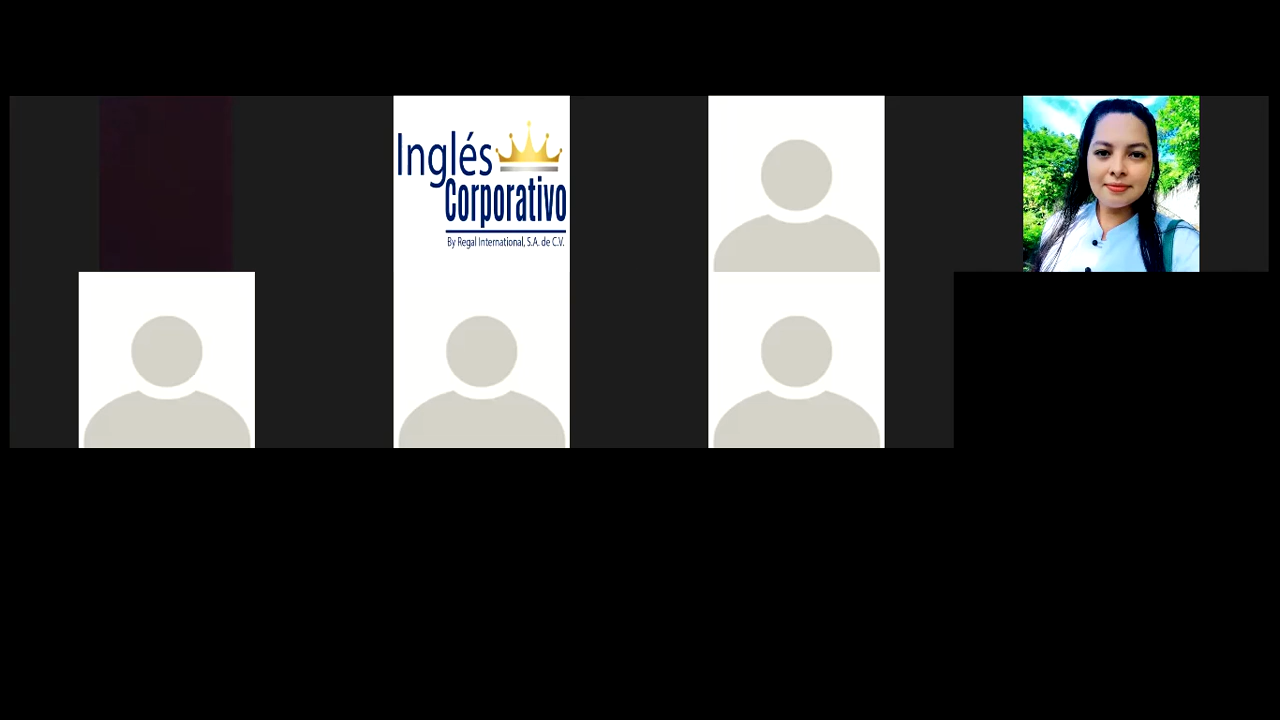 Inglés
Corporativo
By Regal International, S.A. de C.V.